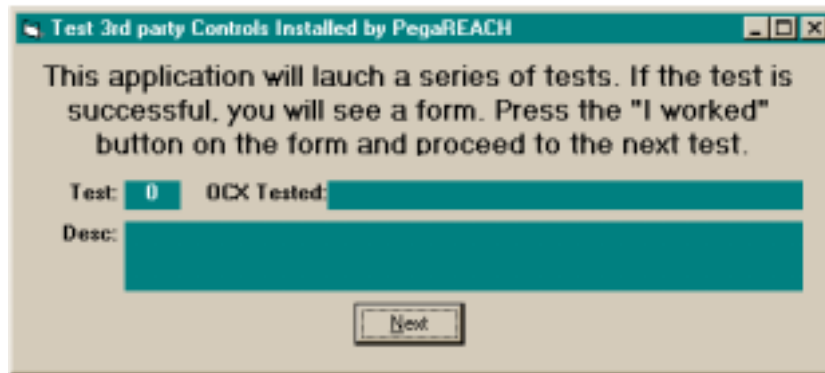 Test 3rd party Controls Installed by PegaREACH
This application will lauch a series of tests. If the test is
successful, you will see a form. Press the "I worked"
button on the form and proceed to the next test.
Test: 0 OCX Tested:
Desc:
Next